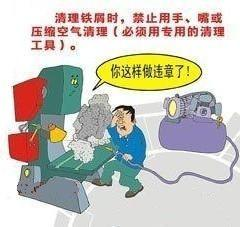 清理铁屑时，禁止用手、嘴或
压缩空气清理（必须用专用的清理
工具）。
你这样做违章了！